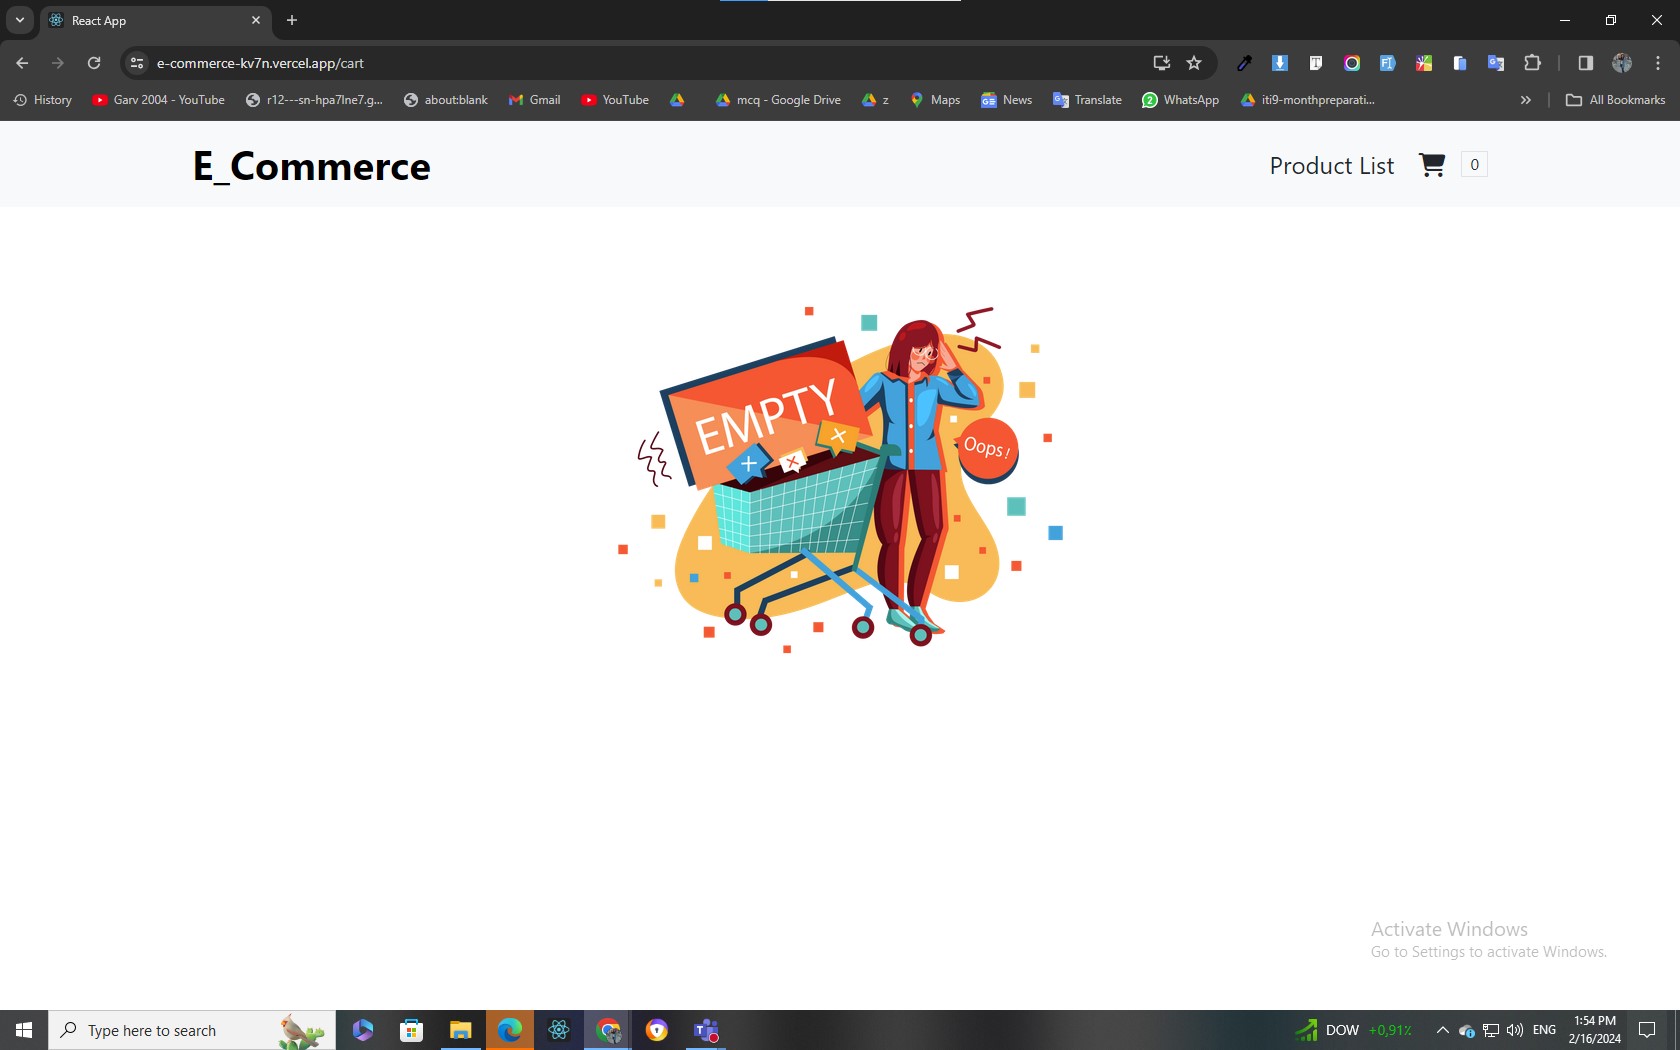 React App
e-commerce-kv7n.vercel.app/cart
History
Garv 2004 - YouTube
r12---sn-hpa7lne7.g...
about:blank
Gmail
YouTube
mcq - Google Drive
z
Maps
News
Translate
WhatsApp
iti9-monthpreparati...
All Bookmarks
E_Commerce
Product List
0
EMPTY
Oops!
Activate Windows
Go to Settings to activate Windows.
Type here to search
DOW +0,91%
ENG
1:54 PM
2/16/2024